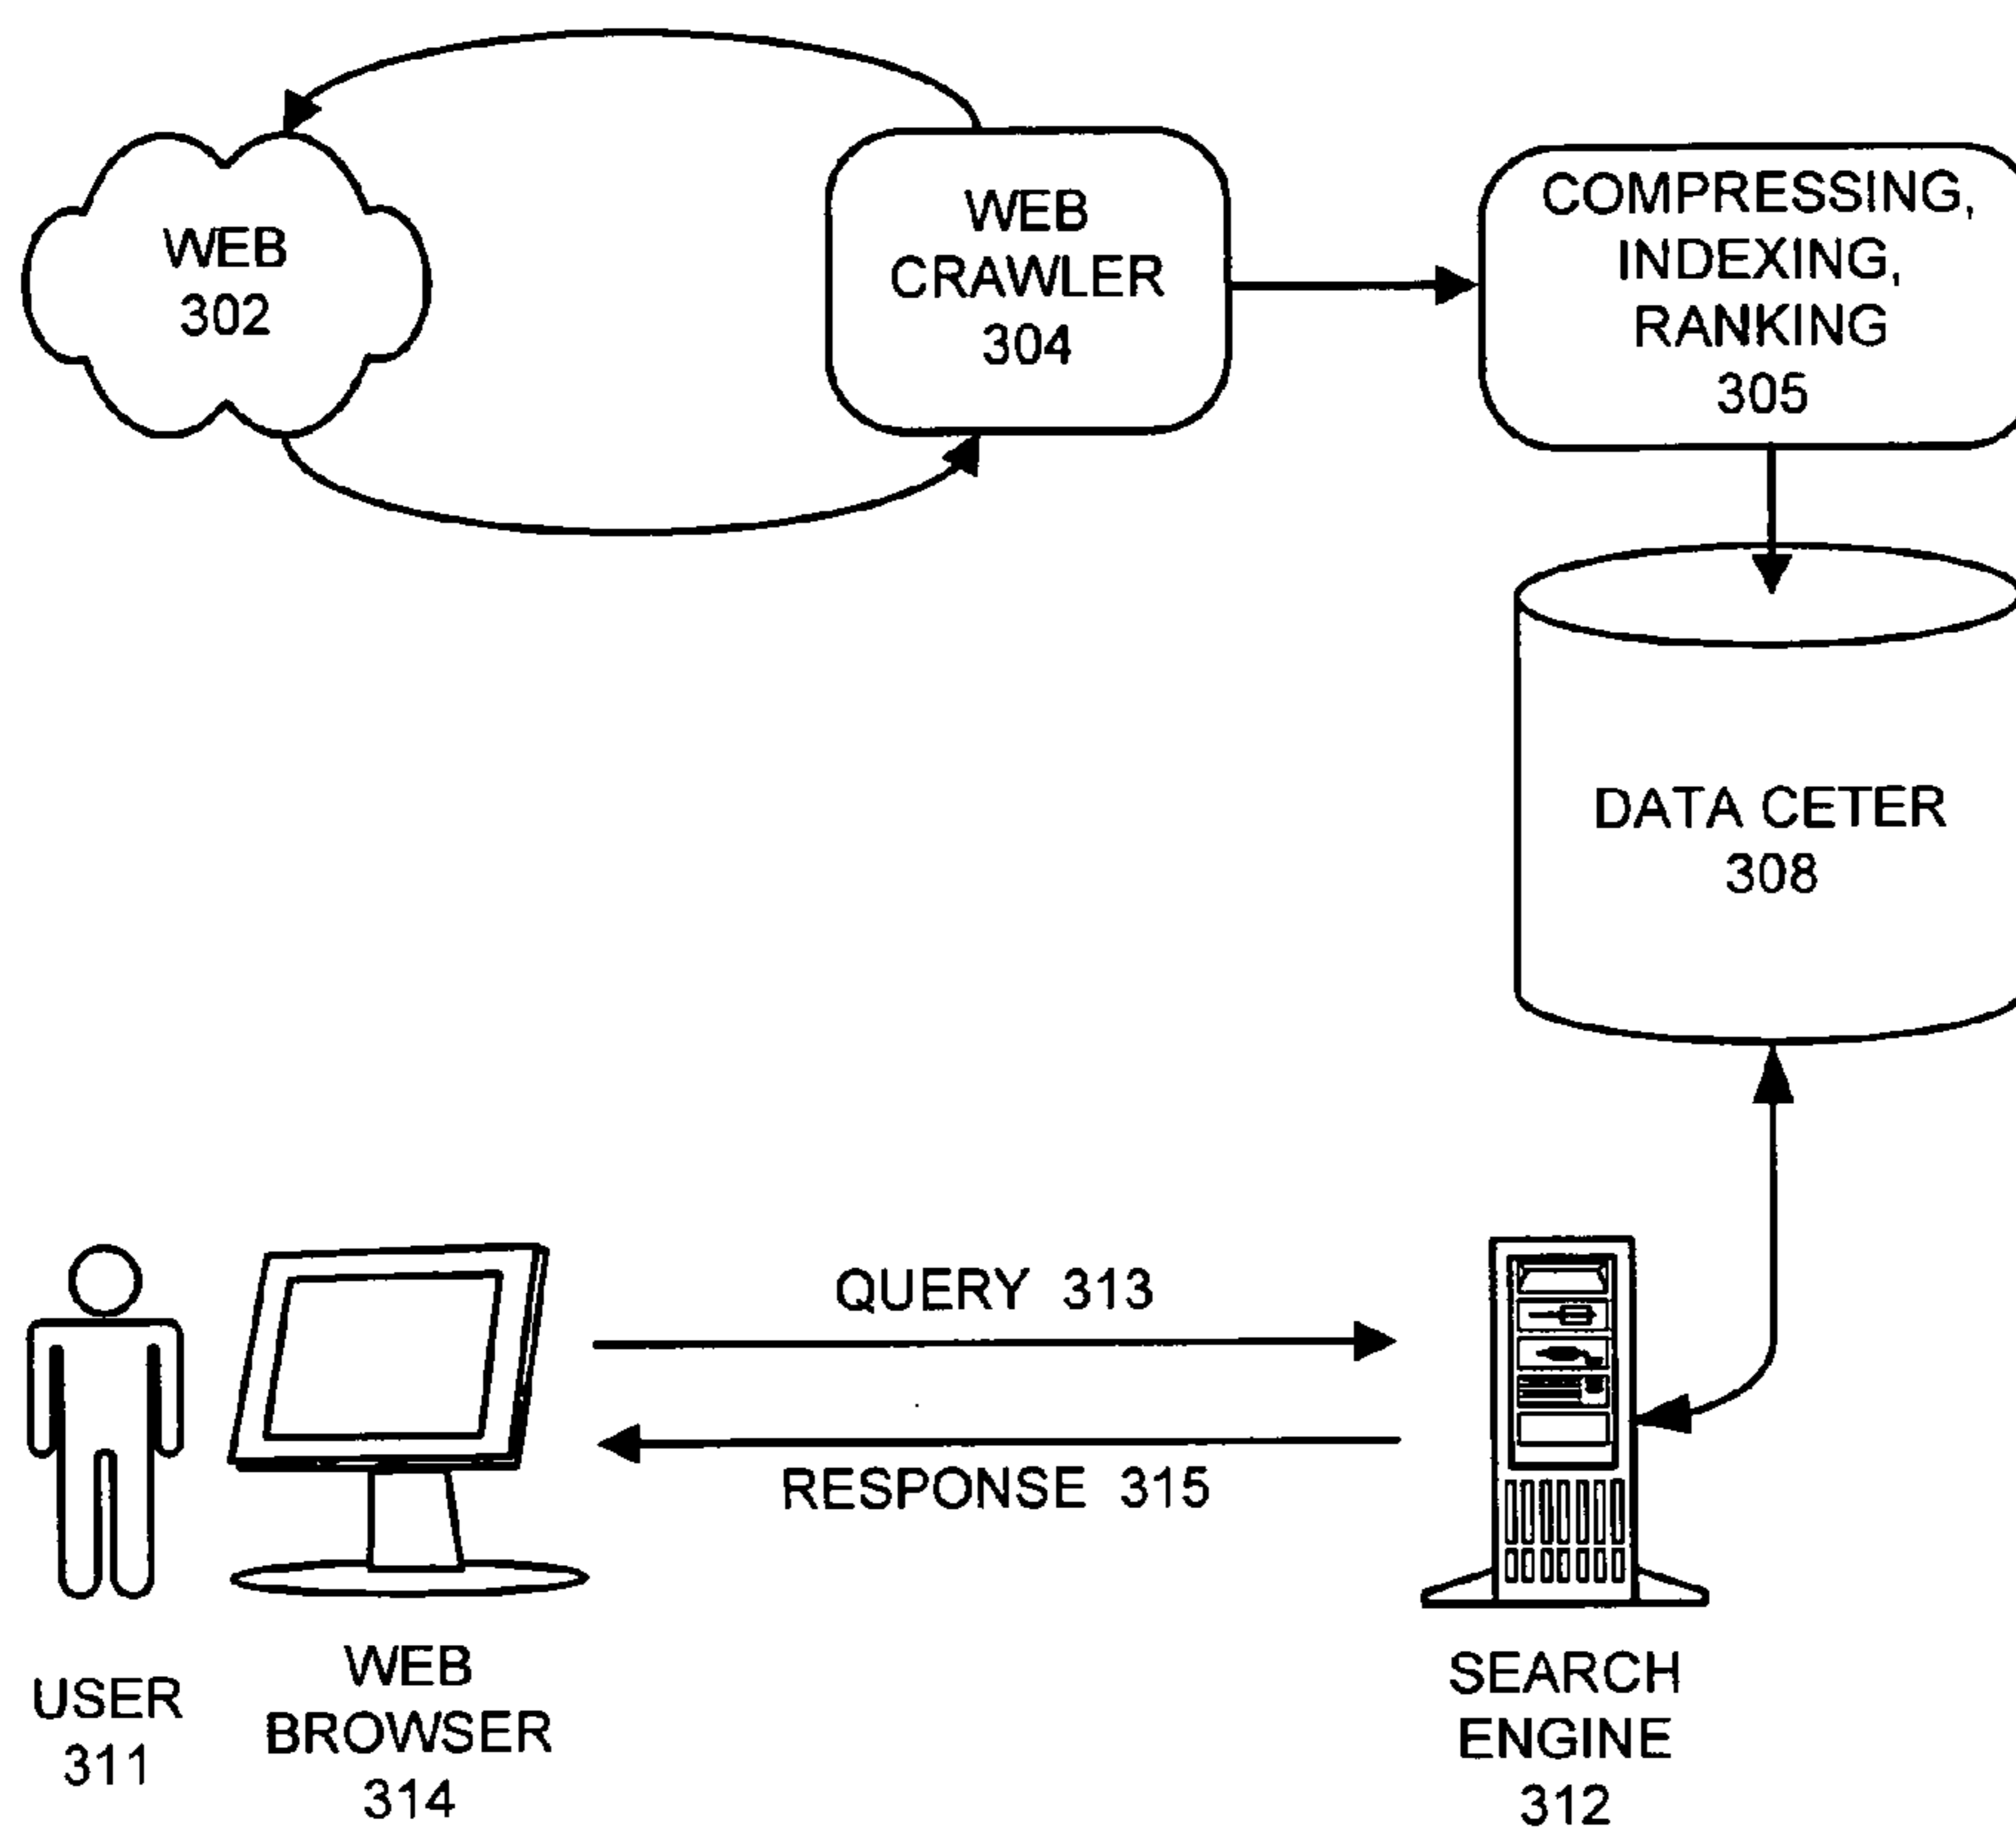 WEB
302
WEB
CRAWLER
304
COMPRESSING,
INDEXING,
RANKING
305
DATA CETER
308
QUERY 313
RESPONSE 315
USER
311
WEB
BROWSER
314
SEARCH
ENGINE
312